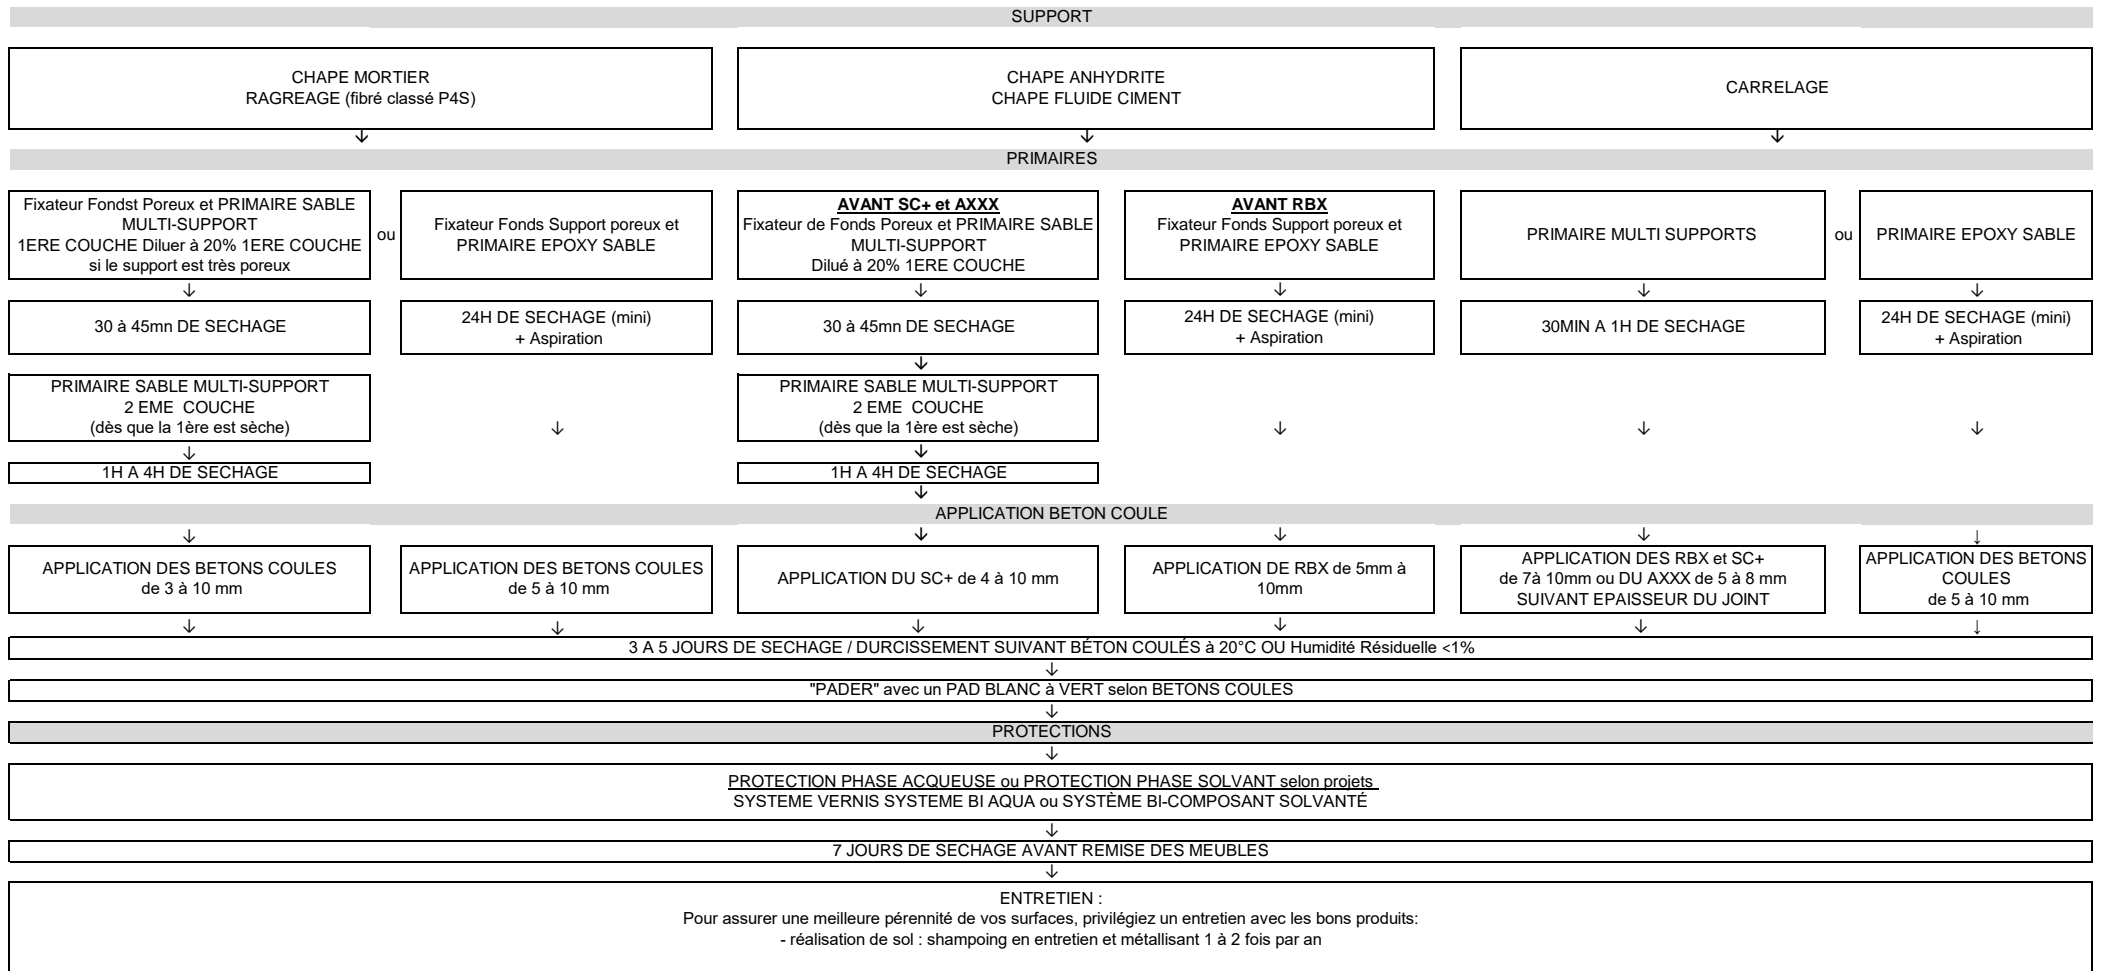 SUPPORT
CHAPE MORTIER
RAGREAGE (fibré classé P4S)
CHAPE ANHYDRITE
CHAPE FLUIDE CIMENT
CARRELAGE
PRIMAIRES
Fixateur Fondst Poreux et PRIMAIRE SABLE
MULTI-SUPPORT
1ERE COUCHE Diluer à 20% 1ERE COUCHE
si le support est très poreux
ou
Fixateur Fonds Support poreux et
PRIMAIRE EPOXY SABLE
AVANT SC+ et AXXX
Fixateur de Fonds Poreux et PRIMAIRE SABLE
MULTI-SUPPORT
Dilué à 20% 1ERE COUCHE
AVANT RBX
Fixateur Fonds Support poreux et
PRIMAIRE EPOXY SABLE
PRIMAIRE MULTI SUPPORTS
ou
PRIMAIRE EPOXY SABLE
30 à 45mn DE SECHAGE
24H DE SECHAGE (mini)
+ Aspiration
30 à 45mn DE SECHAGE
24H DE SECHAGE (mini)
+ Aspiration
30MIN A 1H DE SECHAGE
24H DE SECHAGE (mini)
+ Aspiration
PRIMAIRE SABLE MULTI-SUPPORT
2 EME COUCHE
(dès que la 1ère est sèche)
PRIMAIRE SABLE MULTI-SUPPORT
2 EME COUCHE
(dès que la 1ère est sèche)
1H A 4H DE SECHAGE
1H A 4H DE SECHAGE
APPLICATION BETON COULE
APPLICATION DES BETONS COULES
de 3 à 10 mm
APPLICATION DES BETONS COULES
de 5 à 10 mm
APPLICATION DU SC+ de 4 à 10 mm
APPLICATION DE RBX de 5mm à
10mm
APPLICATION DES RBX et SC+
de 7à 10mm ou DU AXXX de 5 à 8 mm
SUIVANT EPAISSEUR DU JOINT
APPLICATION DES BETONS
COULES
de 5 à 10 mm
3 A 5 JOURS DE SECHAGE / DURCISSEMENT SUIVANT BÉTON COULÉS à 20°C OU Humidité Résiduelle <1%
"PADER" avec un PAD BLANC à VERT selon BETONS COULES
PROTECTIONS
PROTECTION PHASE ACQUEUSE ou PROTECTION PHASE SOLVANT selon projets
SYSTEME VERNIS SYSTEME BI AQUA ou SYSTÈME BI-COMPOSANT SOLVANTÉ
7 JOURS DE SECHAGE AVANT REMISE DES MEUBLES
ENTRETIEN :
Pour assurer une meilleure pérennité de vos surfaces, privilégiez un entretien avec les bons produits:
- réalisation de sol : shampoing en entretien et métallisant 1 à 2 fois par an